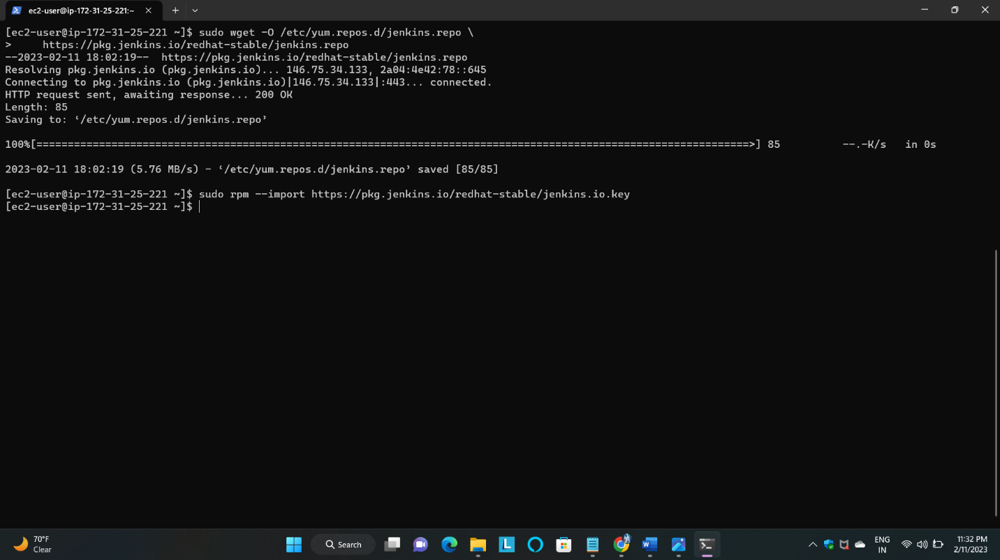 ec2-user@ip-172-31-25-221:~
[ec2-user@ip-172-31-25-221 ~]$ sudo wget -O /etc/yum.repos.d/jenkins.repo \
>     https://pkg.jenkins.io/redhat-stable/jenkins.repo
--2023-02-11 18:02:19--  https://pkg.jenkins.io/redhat-stable/jenkins.repo
Resolving pkg.jenkins.io (pkg.jenkins.io)... 146.75.34.133, 2a04:4e42:78::645
Connecting to pkg.jenkins.io (pkg.jenkins.io)|146.75.34.133|:443... connected.
HTTP request sent, awaiting response... 200 OK
Length: 85
Saving to: ‘/etc/yum.repos.d/jenkins.repo’
100%[==================================================================================================================>] 85          --.-K/s   in 0s
2023-02-11 18:02:19 (5.76 MB/s) - ‘/etc/yum.repos.d/jenkins.repo’ saved [85/85]
[ec2-user@ip-172-31-25-221 ~]$ sudo rpm --import https://pkg.jenkins.io/redhat-stable/jenkins.io.key
[ec2-user@ip-172-31-25-221 ~]$
70°F
Clear
Search
L
W
ENG
IN
11:32 PM
2/11/2023